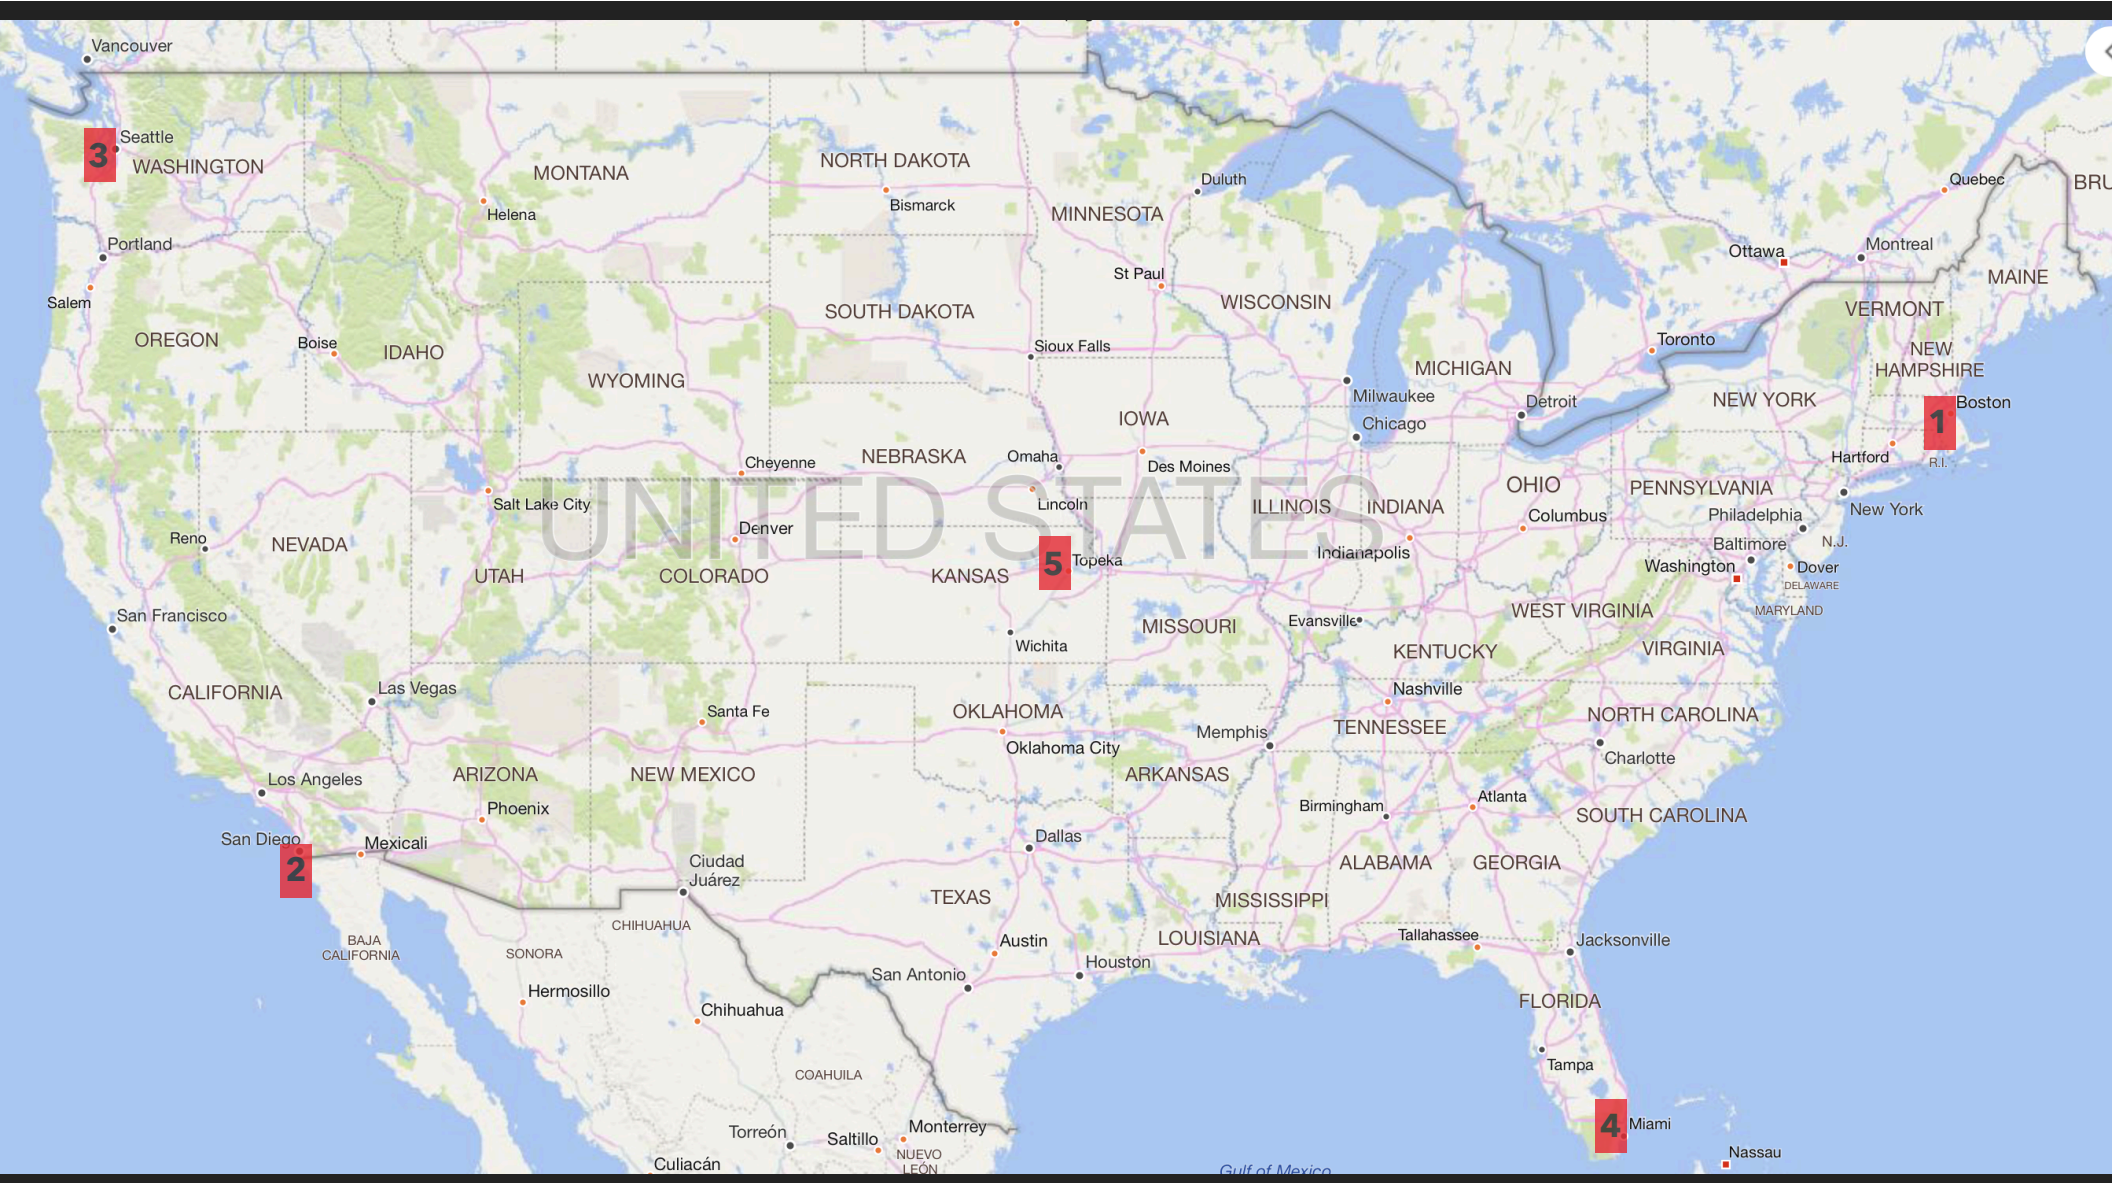 Vancouver
Seattle
3
WASHINGTON
MONTANA
NORTH DAKOTA
Duluth
Quebec
BRU
Helena
Bismarck
MINNESOTA
Portland
Ottawa
Montreal
St Paul
MAINE
Salem
SOUTH DAKOTA
WISCONSIN
VERMONT
OREGON
Boise
IDAHO
Sioux Falls
Toronto
NEW
HAMPSHIRE
WYOMING
MICHIGAN
Milwaukee
Detroit
NEW YORK
Boston
1
IOWA
Chicago
Cheyenne
NEBRASKA
Omaha
Des Moines
Hartford
R.I.
Salt Lake City
UNITED STATES
Lincoln
ILLINOIS
INDIANA
OHIO
PENNSYLVANIA
New York
Reno
NEVADA
Denver
Columbus
Philadelphia
Indianapolis
Baltimore
N.J.
UTAH
COLORADO
KANSAS
5
Topeka
Washington
Dover
DELAWARE
San Francisco
Evansville
WEST VIRGINIA
MARYLAND
Wichita
MISSOURI
KENTUCKY
VIRGINIA
CALIFORNIA
Las Vegas
Nashville
Santa Fe
OKLAHOMA
Oklahoma City
Memphis
TENNESSEE
NORTH CAROLINA
Charlotte
Los Angeles
ARIZONA
NEW MEXICO
ARKANSAS
Phoenix
Birmingham
Atlanta
SOUTH CAROLINA
San Diego
2
Mexicali
Dallas
Ciudad
Juárez
ALABAMA
GEORGIA
TEXAS
MISSISSIPPI
CHIHUAHUA
BAJA
CALIFORNIA
SONORA
Austin
LOUISIANA
Tallahassee
Jacksonville
San Antonio
Houston
Hermosillo
Chihuahua
FLORIDA
Tampa
COAHUILA
Torreón
Saltillo
Monterrey
4
Miami
NUEVO
LEÓN
Culiacán
Gulf of Mexico
Nassau